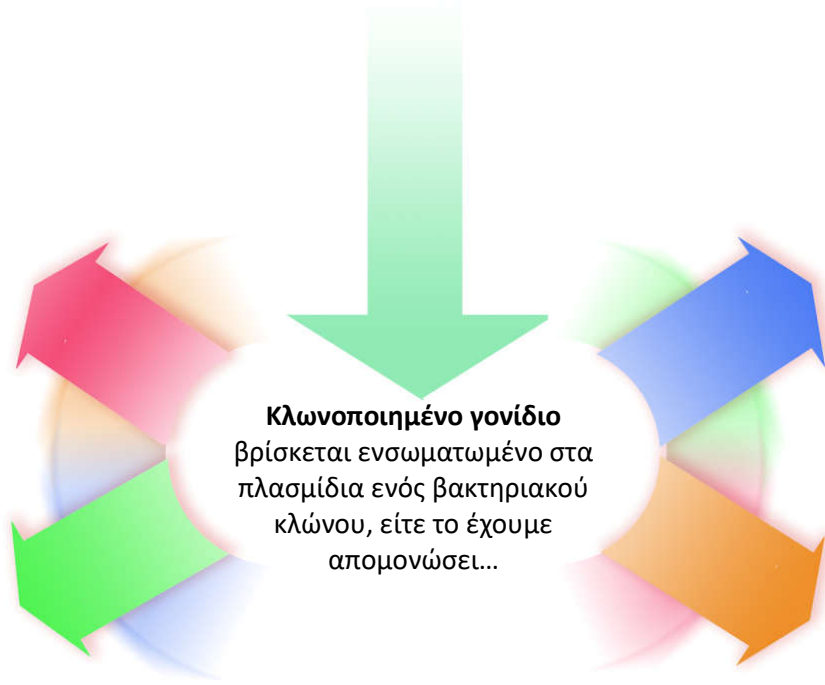 Κλωνοποιημένο γονίδιο
βρίσκεται ενσωματωμένο στα
πλασμίδια ενός βακτηριακού
κλώνου, είτε το έχουμε
απομονώσει...